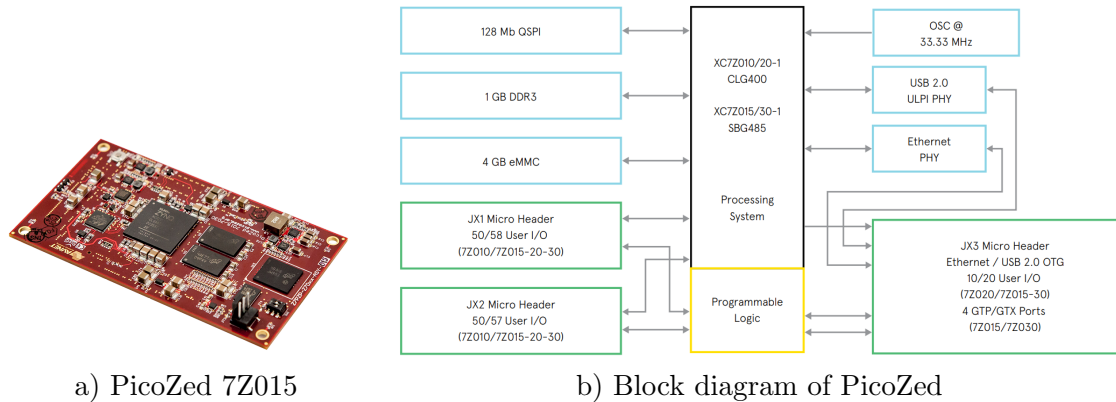 128 Mb QSPI
1 GB DDR3
4 GB eMMC
JX1 Micro Header
50/58 User I/O
(7Z010/7Z015-20-30)
JX2 Micro Header
50/57 User I/O
(7Z010/7Z015-20-30)
XC7Z010/20-1
CLG400
XC7Z015/30-1
SBG485
Processing
System
Programmable
Logic
OSC @
33.33 MHz
USB 2.0
ULPI PHY
Ethernet
PHY
JX3 Micro Header
Ethernet / USB 2.0 OTG
10/20 User I/O
(7Z020/7Z015-30)
4 GTP/GTX Ports
(7Z015/7Z030)
a) PicoZed 7Z015
b) Block diagram of PicoZed